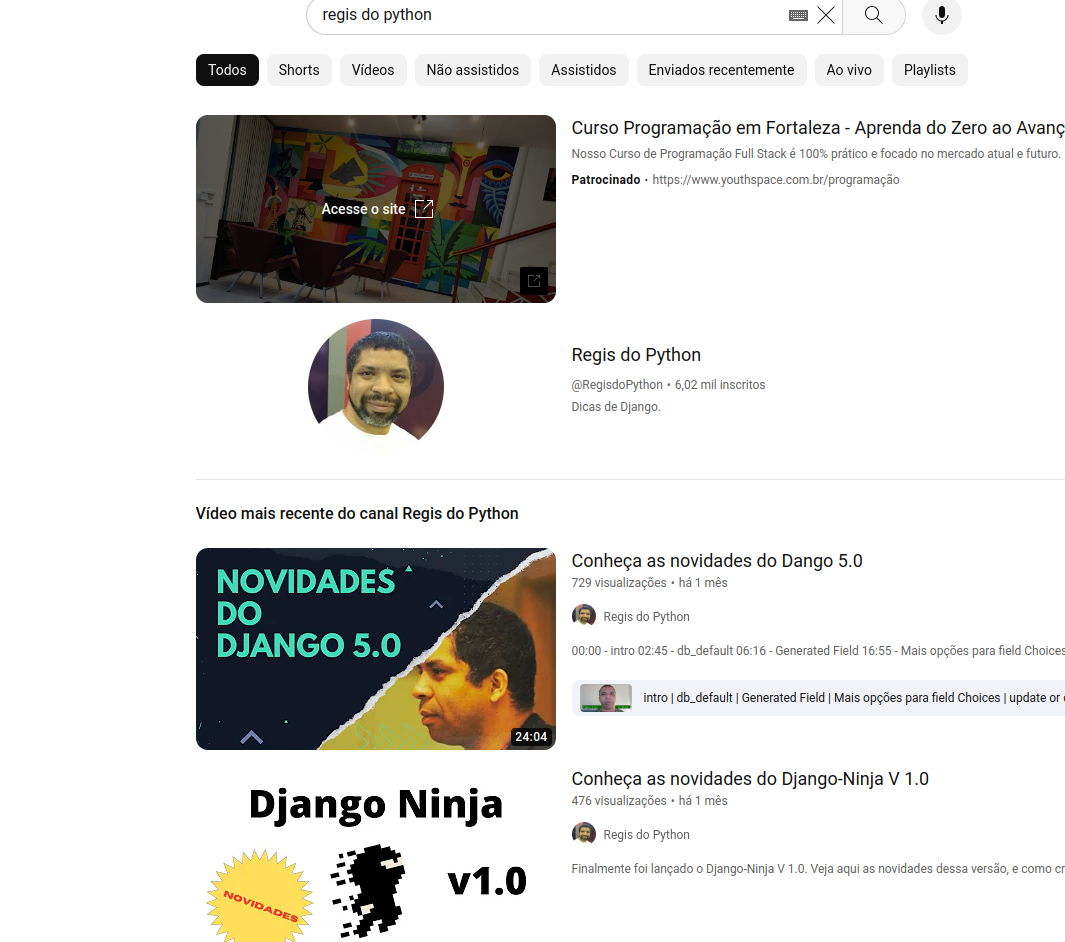 regis do python
Todos
Shorts
Vídeos
Não assistidos
Assistidos
Enviados recentemente
Ao vivo
Playlists
Acesse o site
Curso Programação em Fortaleza - Aprenda do Zero ao Avanç
Nosso Curso de Programação Full Stack é 100% prático e focado no mercado atual e futuro.
Patrocinado · https://www.youthspace.com.br/programação
Regis do Python
@RegisdoPython • 6,02 mil inscritos
Dicas de Django.
Vídeo mais recente do canal Regis do Python
NOVIDADES
DO
DJANGO 5.0
24:04
Conheça as novidades do Dango 5.0
729 visualizações • há 1 mês
Regis do Python
00:00 - intro 02:45 - db_default 06:16 - Generated Field 16:55 - Mais opções para field Choices
intro | db_default | Generated Field | Mais opções para field Choices | update or
Django Ninja
NOVIDADES
v1.0
Conheça as novidades do Django-Ninja V 1.0
476 visualizações • há 1 mês
Regis do Python
Finalmente foi lançado o Django-Ninja V 1.0. Veja aqui as novidades dessa versão, e como cr